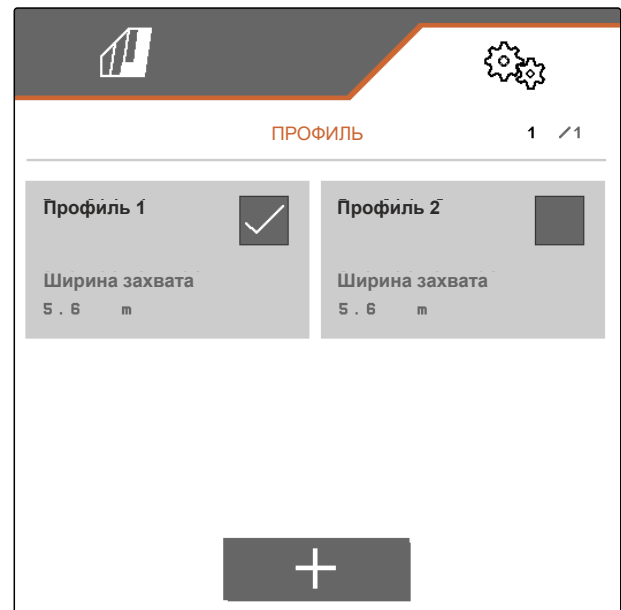 ПРОФИЛЬ 1 /1
Профиль 1
Ширина захвата
5.6 m
Профиль 2
Ширина захвата
5.6 m